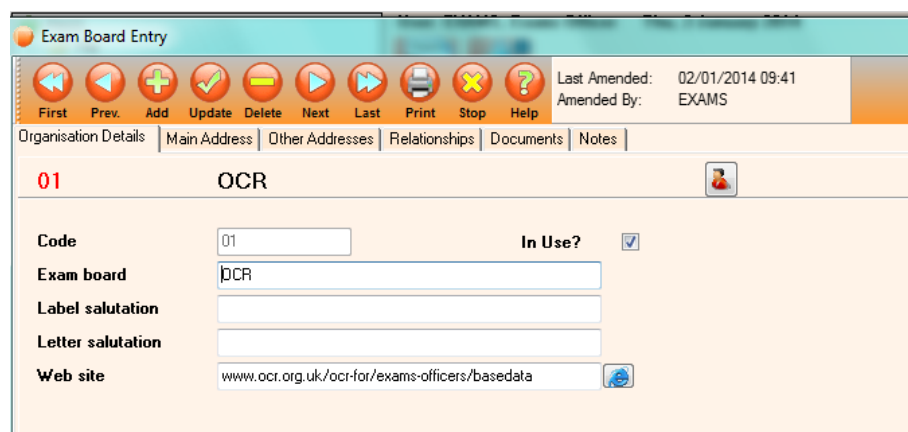 Exam Board Entry
First Prev. Add Update Delete Next Last Print Stop Help
Last Amended: 02/01/2014 09:41
Amended By: EXAMS
Organisation Details Main Address Other Addresses Relationships Documents Notes
01 OCR
Code 01 In Use?
Exam board OCR
Label salutation
Letter salutation
Web site www.ocr.org.uk/ocr-for/exams-officers/basedata